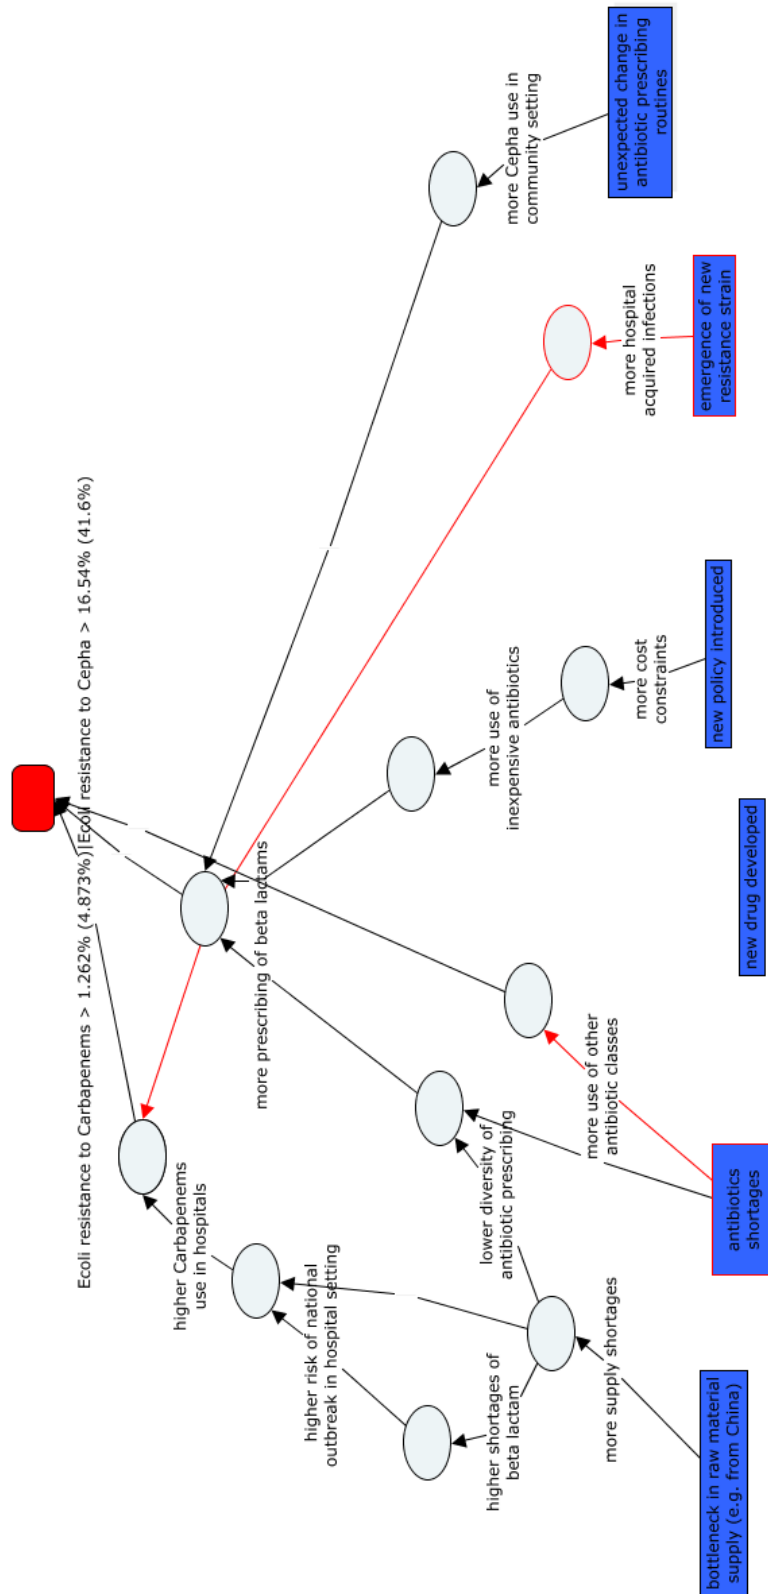 Ecoli resistance to Carbapenems > 1.262% (4.873%)|Ecoli resistance to Cepha > 16.54% (41.6%)
higher Carbapenems
use in hospitals
more prescribing of beta lactams
higher risk of national
outbreak in hospital setting
higher shortages of
beta lactam
lower diversity of
antibiotic prescribing
more use of
inexpensive antibiotics
more Cepha use in
community setting
more supply shortages
more use of other
antibiotic classes
more cost
constraints
more hospital
acquired infections
bottleneck in raw material
supply (e.g. from China)
antibiotics
shortages
new drug developed
new policy introduced
emergence of new
resistance strain
unexpected change in
antibiotic prescribing
routines